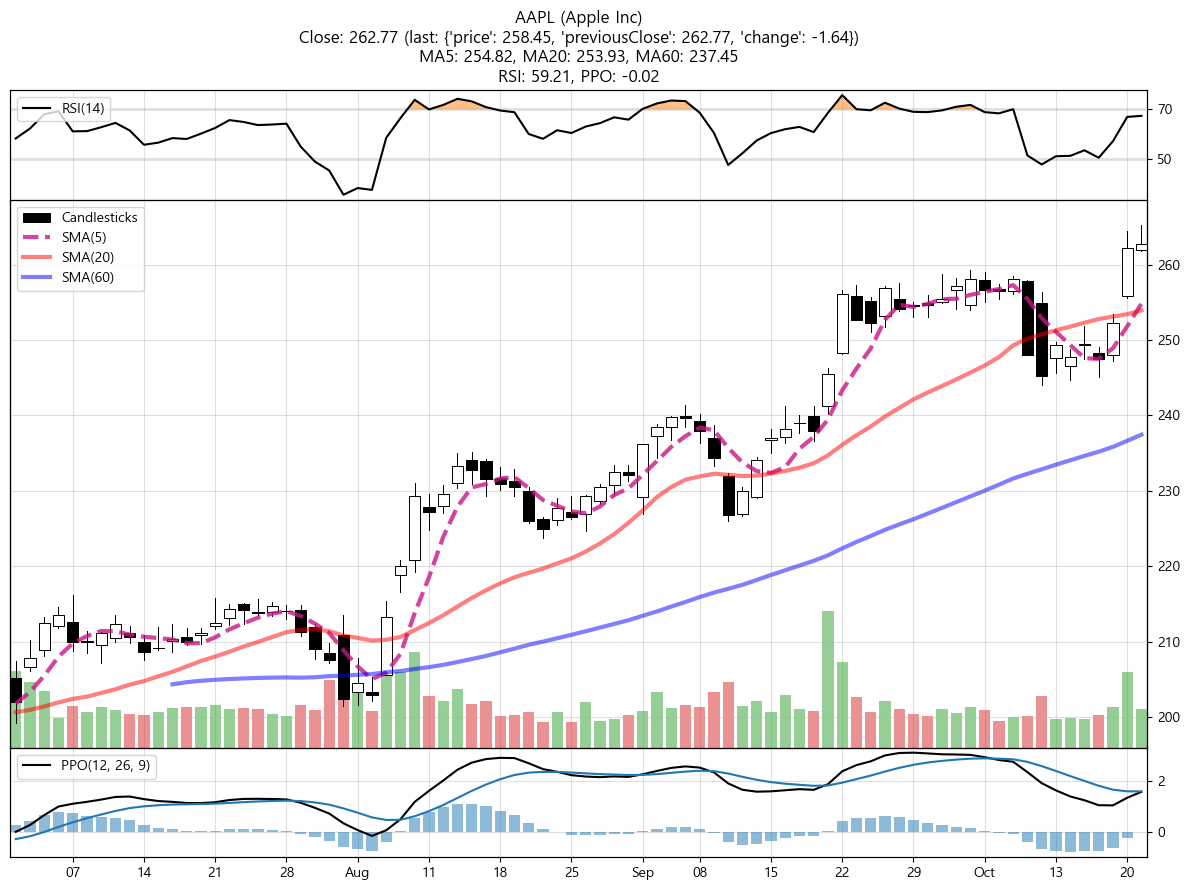 AAPL (Apple Inc)
Close: 262.77 (last: {'price': 258.45, 'previousClose': 262.77, 'change': -1.64})
MA5: 254.82, MA20: 253.93, MA60: 237.45
RSI: 59.21, PPO: -0.02
RSI(14)
70
50
Candlesticks
SMA(5)
SMA(20)
SMA(60)
260
250
240
230
220
210
200
PPO(12, 26, 9)
2
0
07 14 21 28 Aug 11 18 25 Sep 08 15 22 29 Oct 13 20